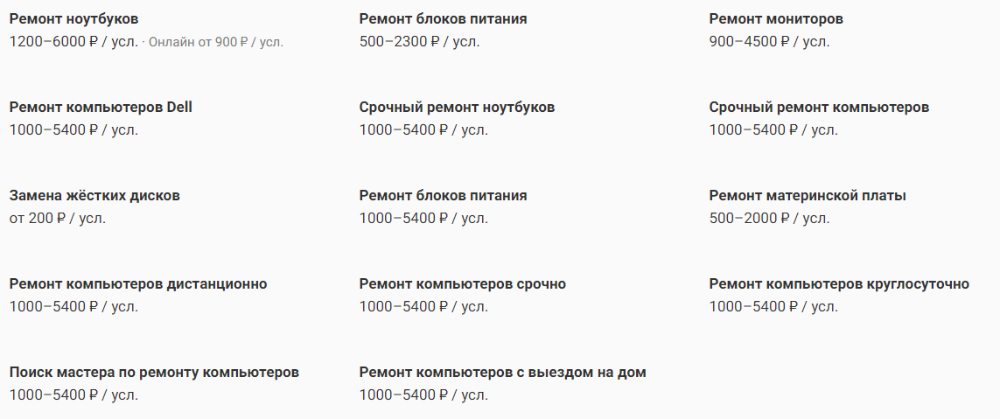 Ремонт ноутбуков
1200–6000 ₽ / усл. · Онлайн от 900 ₽ / усл.
Ремонт блоков питания
500–2300 ₽ / усл.
Ремонт мониторов
900–4500 ₽ / усл.
Ремонт компьютеров Dell
1000–5400 ₽ / усл.
Срочный ремонт ноутбуков
1000–5400 ₽ / усл.
Срочный ремонт компьютеров
1000–5400 ₽ / усл.
Замена жёстких дисков
от 200 ₽ / усл.
Ремонт блоков питания
1000–5400 ₽ / усл.
Ремонт материнской платы
500–2000 ₽ / усл.
Ремонт компьютеров дистанционно
1000–5400 ₽ / усл.
Ремонт компьютеров срочно
1000–5400 ₽ / усл.
Ремонт компьютеров круглосуточно
1000–5400 ₽ / усл.
Поиск мастера по ремонту компьютеров
1000–5400 ₽ / усл.
Ремонт компьютеров с выездом на дом
1000–5400 ₽ / усл.